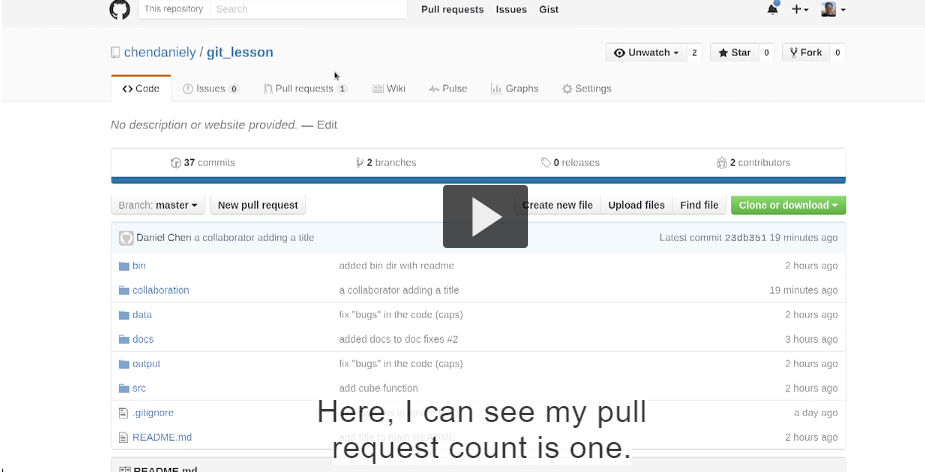 This repository Search Pull requests Issues Gist
chendaniely / git_lesson Unwatch 2 Star 0 Fork 0
Code Issues 0 Pull requests 1 Wiki Pulse Graphs Settings
No description or website provided. — Edit
37 commits 2 branches 0 releases 2 contributors
Branch: master New pull request Create new file Upload files Find file Clone or download
Daniel Chen a collaborator adding a title Latest commit 23db351 19 minutes ago
bin added bin dir with readme 2 hours ago
collaboration a collaborator adding a title 19 minutes ago
data fix "bugs" in the code (caps) 2 hours ago
docs added docs to doc fixes #2 3 hours ago
output fix "bugs" in the code (caps) 2 hours ago
src add cube function 2 hours ago
.gitignore a day ago
README.md add title to main README 2 hours ago
Here, I can see my pull
request count is one.
README.md